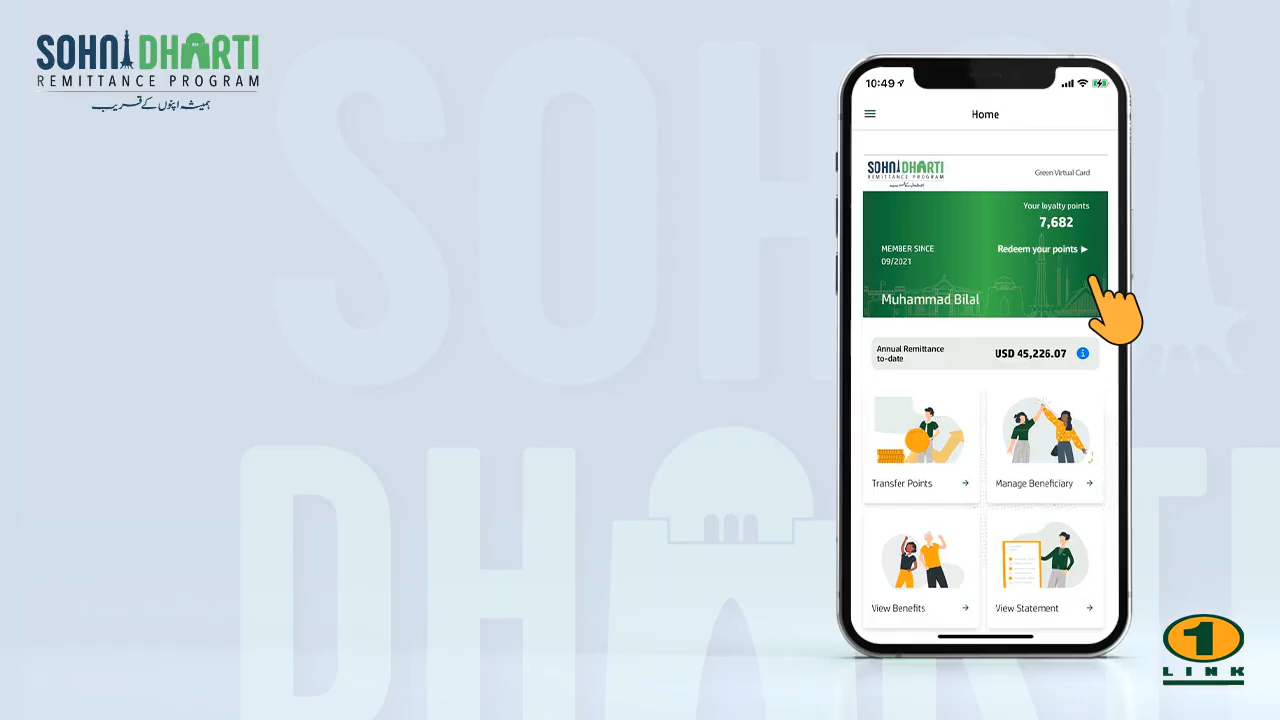 SOHNI DHARTI
REMITTANCE PROGRAM
ہمیشہ اپنوں کے قریب
SOHNI
DHARTI
10:49
Home
SOHNI DHARTI
REMITTANCE PROGRAM
Green Virtual Card
Your loyalty points
7,682
Redeem your points
MEMBER SINCE
09/2021
Muhammad Bilal
Annual Remittance
to-date
USD 45,226.07
Transfer Points
Manage Beneficiary
View Benefits
View Statement
1
LINK